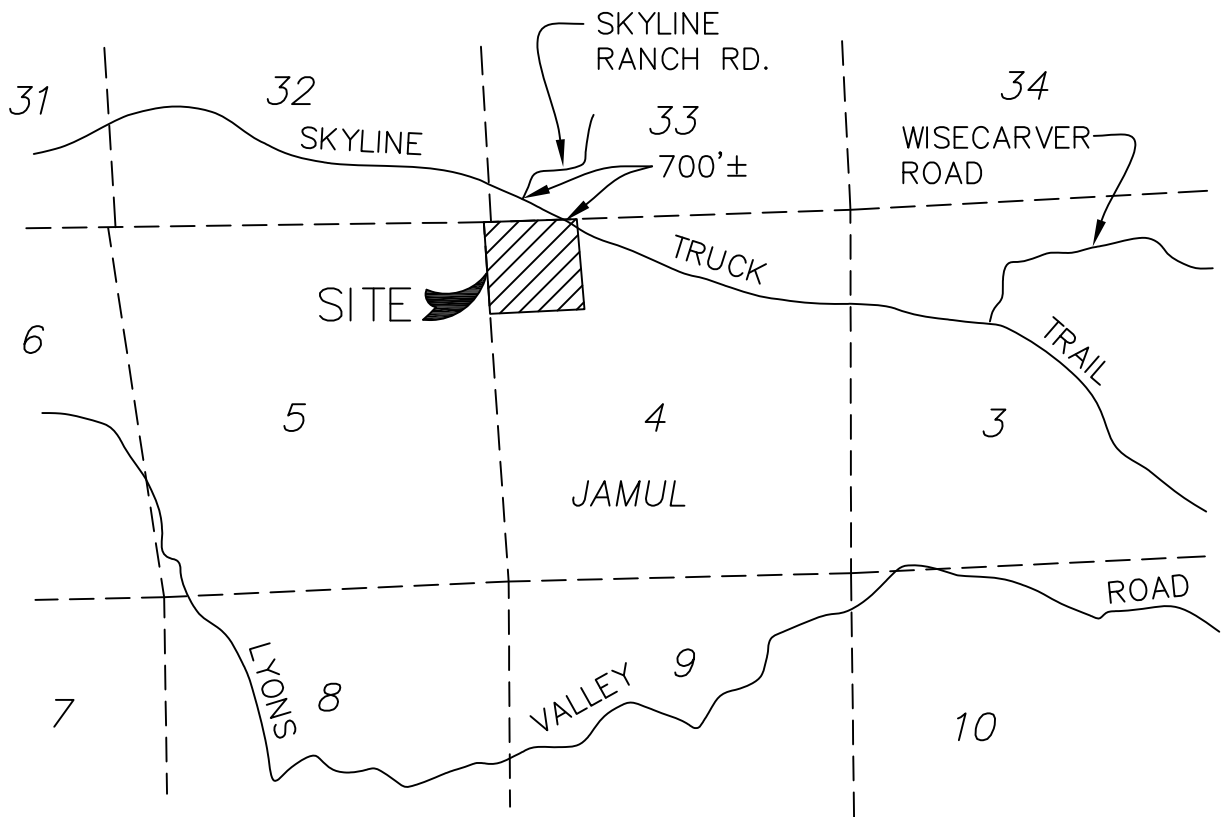 SKYLINE
RANCH RD.
31
32
33
34
SKYLINE
700'±
WISECARVER
ROAD
TRUCK
SITE
6
TRAIL
5
4
3
JAMUL
ROAD
LYONS
VALLEY
9
8
7
10